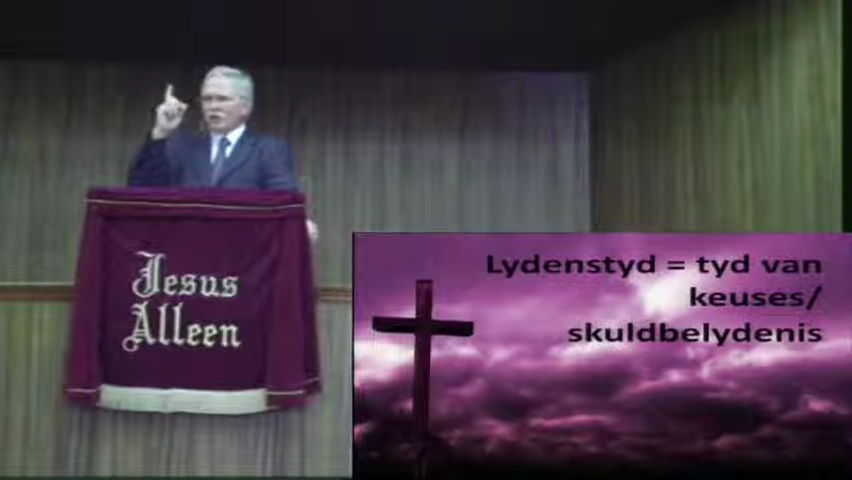 Jesus
Alleen
Lydenstyd = tyd van
keuses/
skuldbelydenis